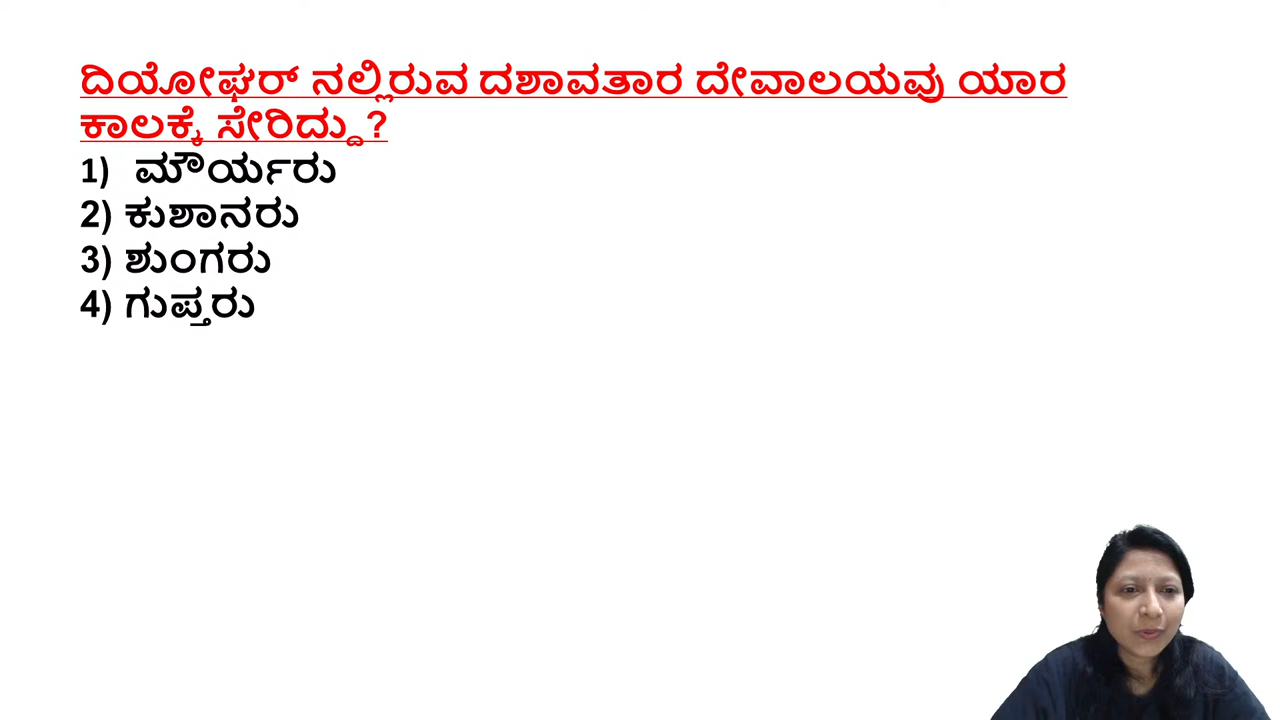 ದಿಯೋಘರ್ ನಲ್ಲಿರುವ ದಶಾವತಾರ ದೇವಾಲಯವು ಯಾರ
ಕಾಲಕ್ಕೆ ಸೇರಿದ್ದು ?
1) ಮೌರ್ಯರು
2) ಕುಶಾನರು
3) ಶುಂಗರು
4) ಗುಪ್ತರು